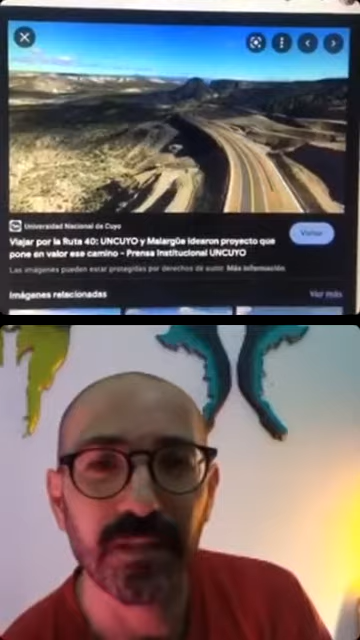 Universidad Nacional de Cuyo
Visitar
Viajar por la Ruta 40: UNCUYO y Malargüe idearon proyecto que
pone en valor ese camino - Prensa Institucional UNCUYO
Las imágenes pueden estar protegidas por derechos de autor. Más información
Imágenes relacionadas
Ver más